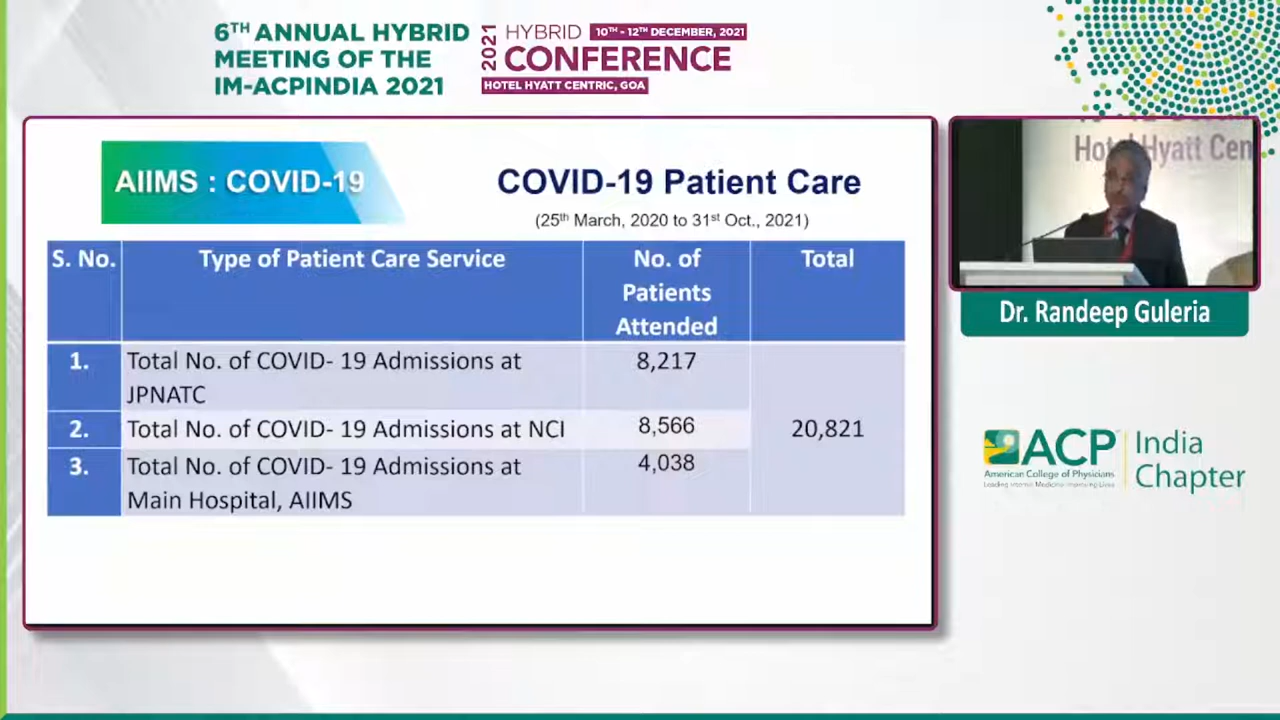 6TH ANNUAL HYBRID
MEETING OF THE
IM-ACPINDIA 2021
2021
HYBRID 10TH - 12TH DECEMBER, 2021
CONFERENCE
HOTEL HYATT CENTRIC, GOA
AIIMS : COVID-19
COVID-19 Patient Care
(25th March, 2020 to 31st Oct., 2021)
S. No. Type of Patient Care Service No. of Patients Attended Total
1. Total No. of COVID- 19 Admissions at JPNATC 8,217
2. Total No. of COVID- 19 Admissions at NCI 8,566 20,821
3. Total No. of COVID- 19 Admissions at Main Hospital, AIIMS 4,038
Hotel Hyatt Cen
Dr. Randeep Guleria
ACP India Chapter
American College of Physicians
Leading Internal Medicine, Improving Lives